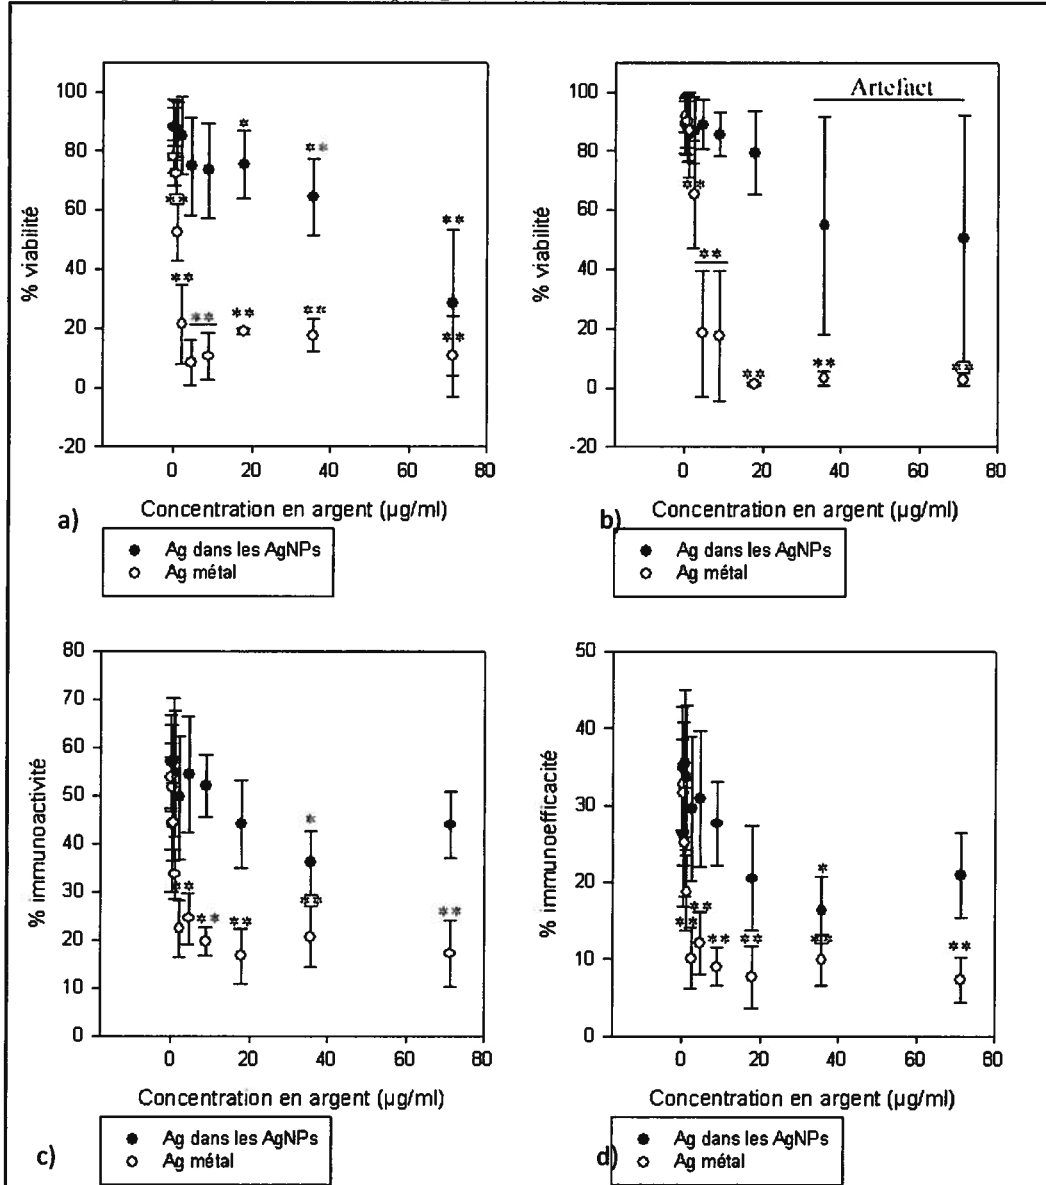 Artefact
100
80
60
40
20
0
-20
% viabilité
0 20 40 60 80
Concentration en argent (µg/ml)
a)
Ag dans les AgNPs
Ag métal
100
80
60
40
20
0
-20
% viabilité
0 20 40 60 80
Concentration en argent (µg/ml)
b)
Ag dans les AgNPs
Ag métal
80
70
60
50
40
30
20
10
0
% immunoactivité
0 20 40 60 80
Concentration en argent (µg/ml)
c)
Ag dans les AgNPs
Ag métal
50
40
30
20
10
0
% immunoefficacité
0 20 40 60 80
Concentration en argent (µg/ml)
d)
Ag dans les AgNPs
Ag métal